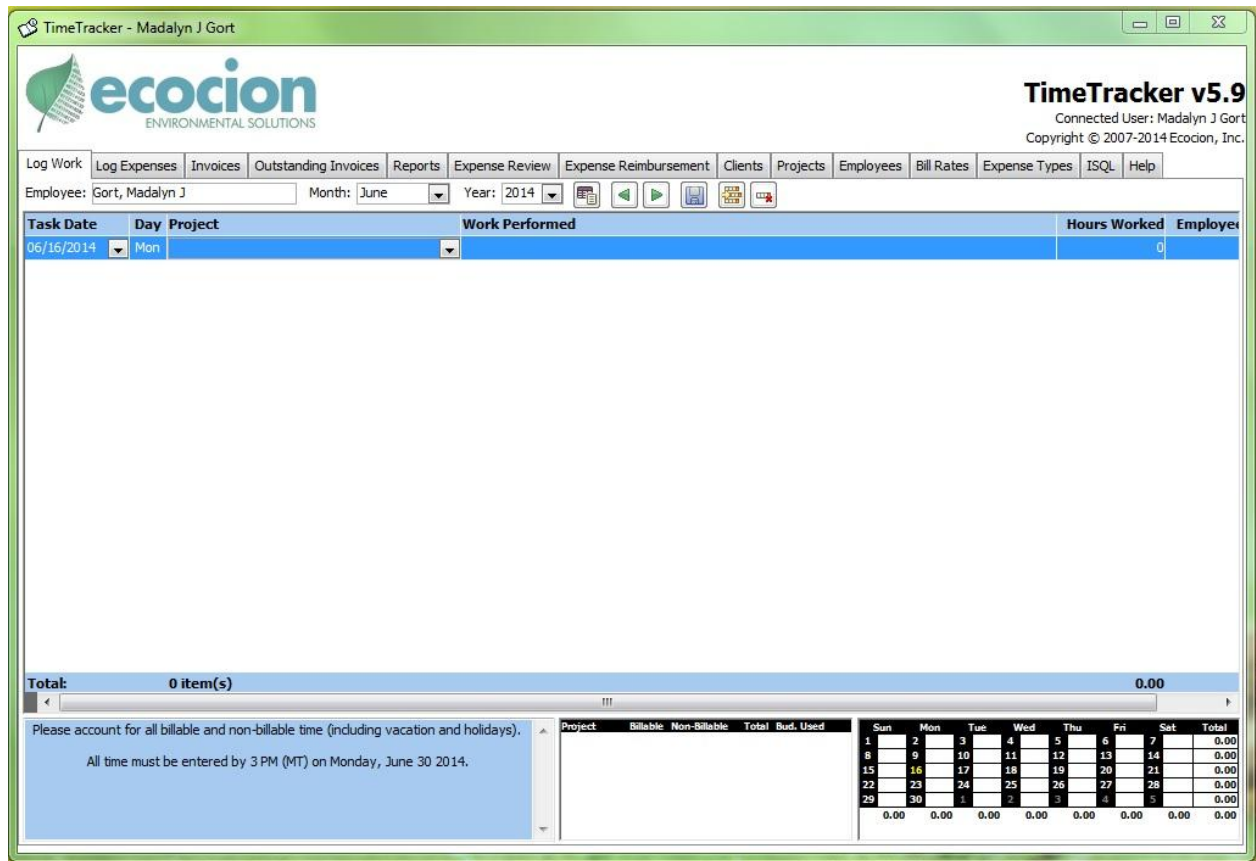 TimeTracker - Madalyn J Gort
ecocion
ENVIRONMENTAL SOLUTIONS
TimeTracker v5.9
Connected User: Madalyn J Gort
Copyright © 2007-2014 Ecocion, Inc.
Log Work Log Expenses Invoices Outstanding Invoices Reports Expense Review Expense Reimbursement Clients Projects Employees Bill Rates Expense Types ISQL Help
Employee: Gort, Madalyn J Month: June Year: 2014
Task Date Day Project Work Performed Hours Worked Employee
06/16/2014 Mon 0
Total: 0 item(s) 0.00
Please account for all billable and non-billable time (including vacation and holidays).
All time must be entered by 3 PM (MT) on Monday, June 30 2014.
Project Billable Non-Billable Total Bud. Used
Sun Mon Tue Wed Thu Fri Sat Total
1 2 3 4 5 6 7 0.00
8 9 10 11 12 13 14 0.00
15 16 17 18 19 20 21 0.00
22 23 24 25 26 27 28 0.00
29 30 1 2 3 4 5 0.00
0.00 0.00 0.00 0.00 0.00 0.00 0.00 0.00